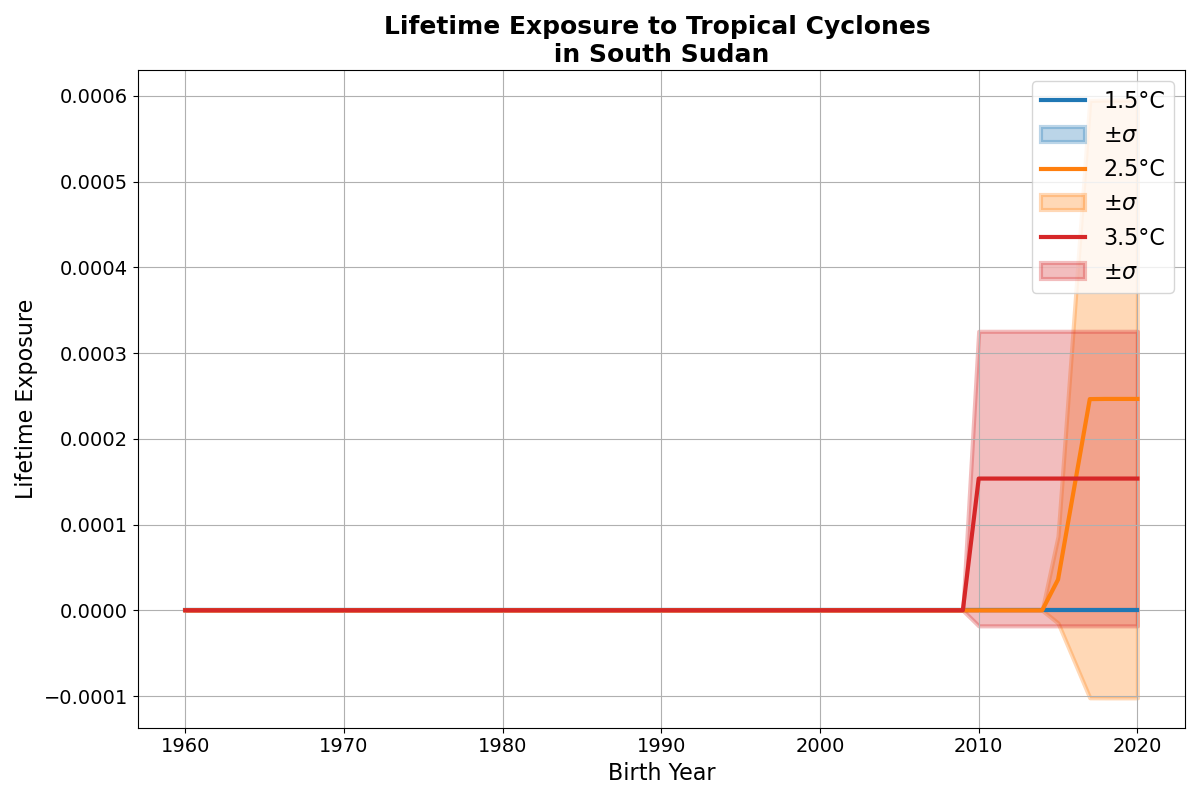 Lifetime Exposure to Tropical Cyclones
in South Sudan
0.0006
0.0005
0.0004
0.0003
0.0002
0.0001
0.0000
−0.0001
Lifetime Exposure
1.5°C
±σ
2.5°C
±σ
3.5°C
±σ
1960
1970
1980
1990
2000
2010
2020
Birth Year